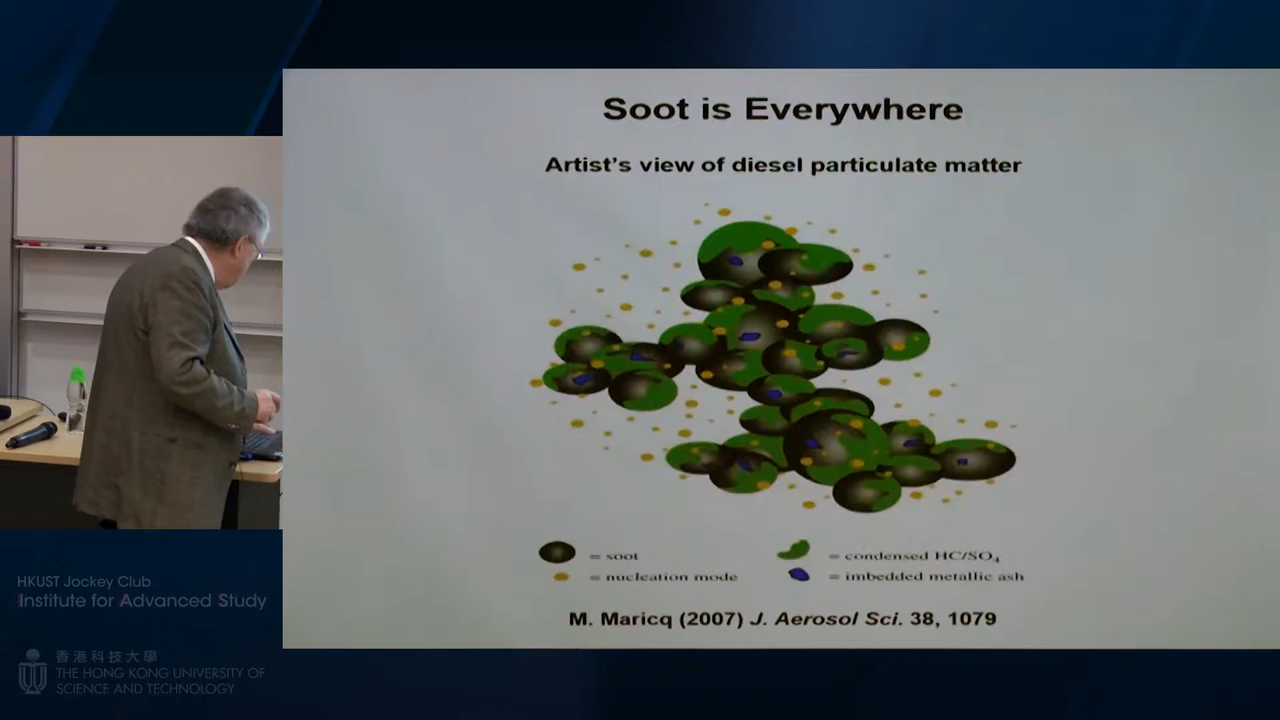 Soot is Everywhere
Artist's view of diesel particulate matter
= soot
= condensed HC/SO4
= nucleation mode
= imbedded metallic ash
M. Maricq (2007) J. Aerosol Sci. 38, 1079
HKUST Jockey Club
Institute for Advanced Study
香港科技大學
THE HONG KONG UNIVERSITY OF
SCIENCE AND TECHNOLOGY